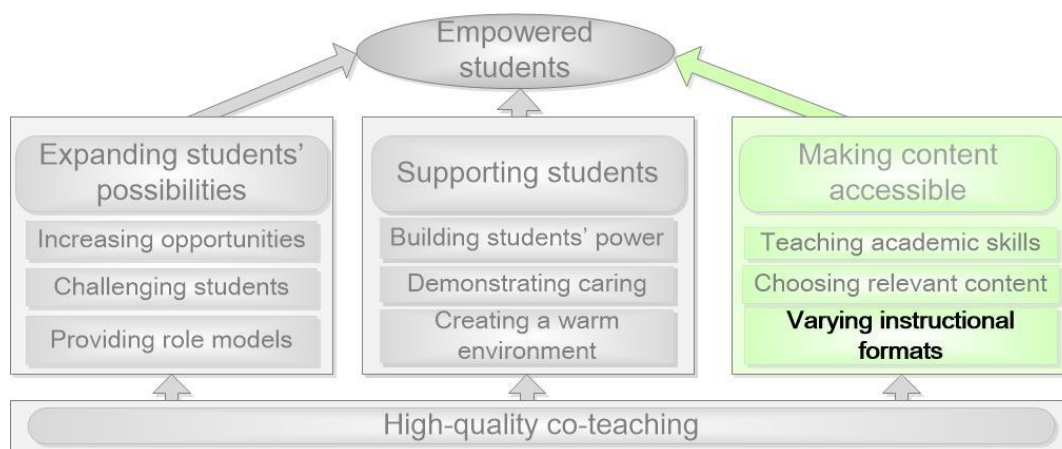 Empowered
students
Expanding students'
possibilities
Increasing opportunities
Challenging students
Providing role models
Supporting students
Building students' power
Demonstrating caring
Creating a warm
environment
Making content
accessible
Teaching academic skills
Choosing relevant content
Varying instructional
formats
High-quality co-teaching